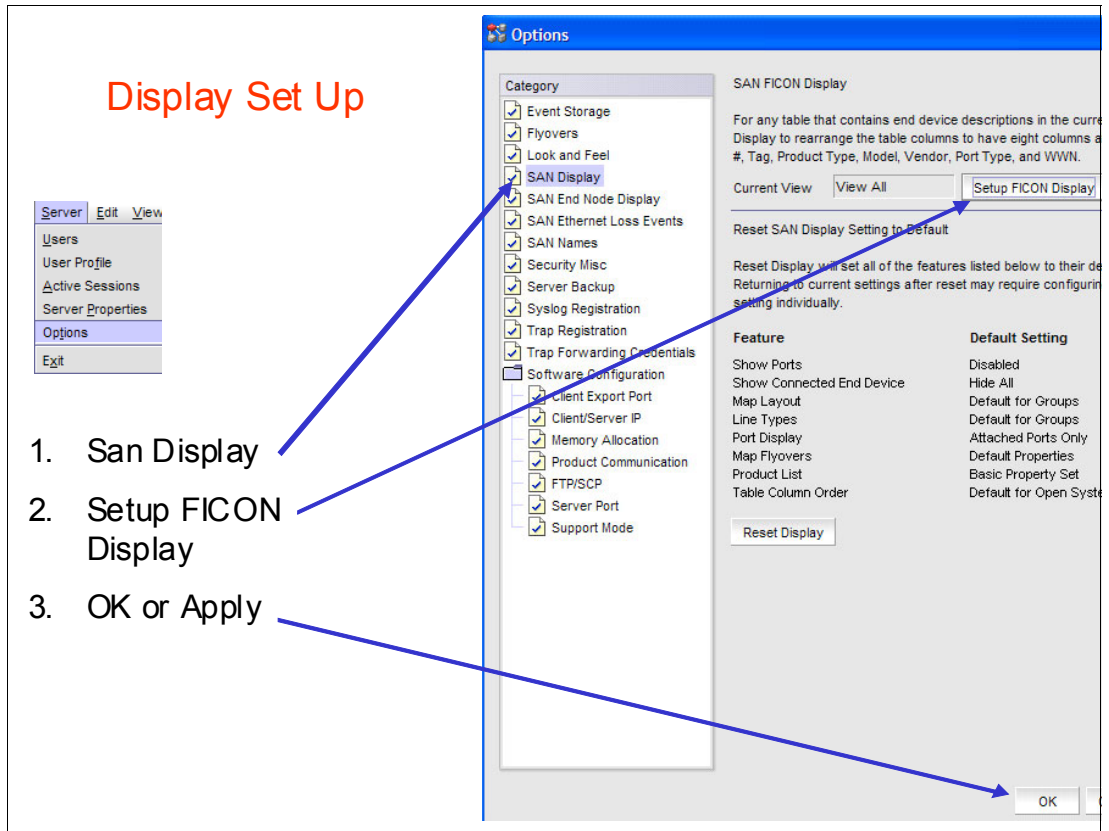 Display Set Up
Server Edit View
Users
User Profile
Active Sessions
Server Properties
Options
Exit
1. San Display
2. Setup FICON
Display
3. OK or Apply
Options
Category
Event Storage
Flyovers
Look and Feel
SAN Display
SAN End Node Display
SAN Ethernet Loss Events
SAN Names
Security Misc
Server Backup
Syslog Registration
Trap Registration
Trap Forwarding Credentials
Software Configuration
Client Export Port
Client/Server IP
Memory Allocation
Product Communication
FTP/SCP
Server Port
Support Mode
SAN FICON Display
For any table that contains end device descriptions in the curre
Display to rearrange the table columns to have eight columns a
#, Tag, Product Type, Model, Vendor, Port Type, and WWN.
Current View View All Setup FICON Display
Reset SAN Display Setting to Default
Reset Display will set all of the features listed below to their de
Returning to current settings after reset may require configurin
setting individually.
Feature Default Setting
Show Ports Disabled
Show Connected End Device Hide All
Map Layout Default for Groups
Line Types Default for Groups
Port Display Attached Ports Only
Map Flyovers Default Properties
Product List Basic Property Set
Table Column Order Default for Open Syste
Reset Display
OK